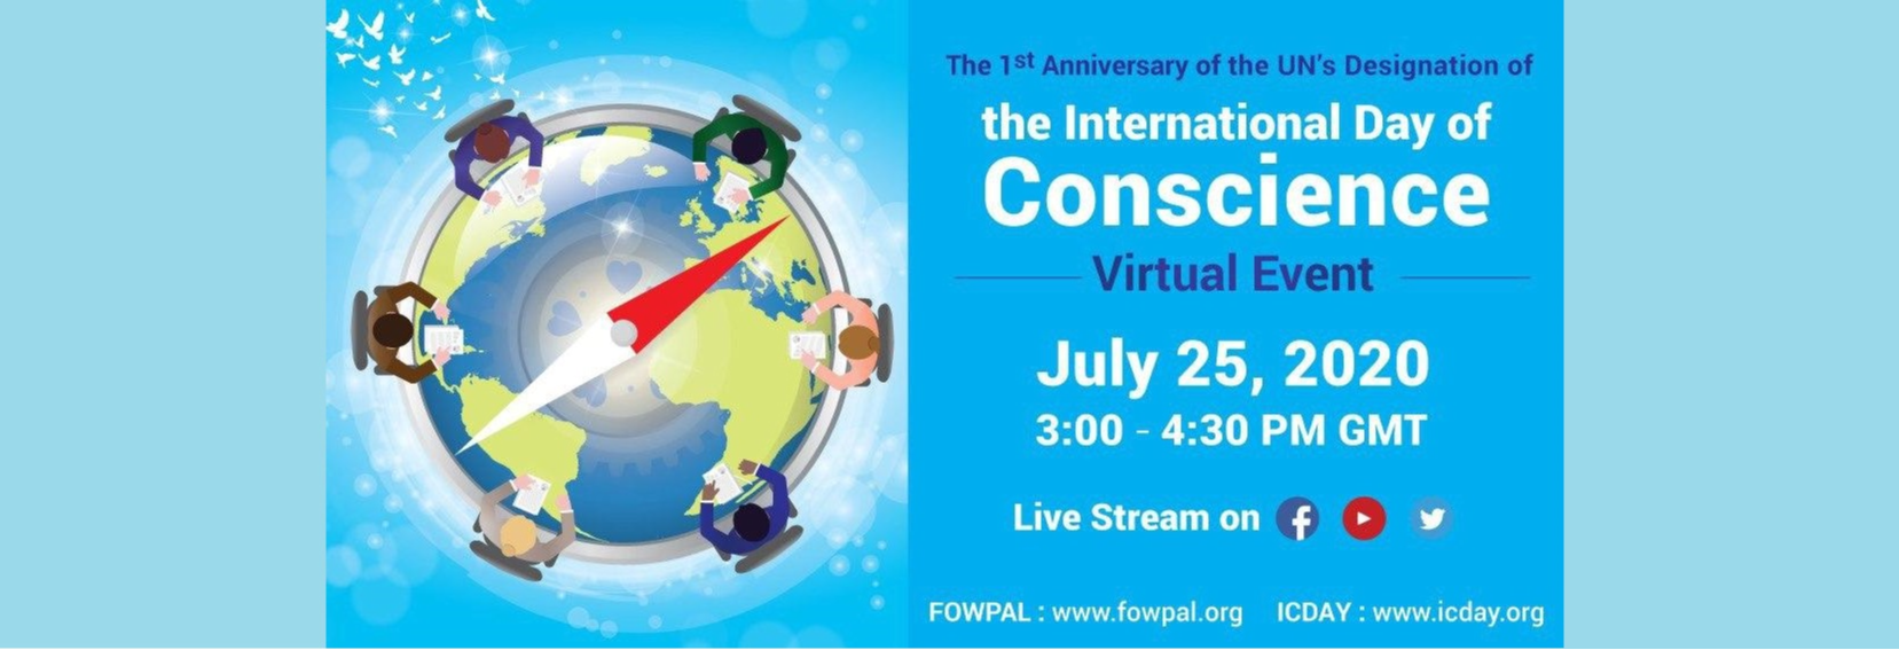 The 1st Anniversary of the UN's Designation of
the International Day of
Conscience
Virtual Event
July 25, 2020
3:00 - 4:30 PM GMT
Live Stream on
FOWPAL : www.fowpal.org ICDAY : www.icday.org